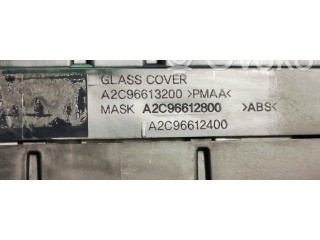 GLASS COVER
A2C96613200 >PMAA<
MASK A2C96612800 >ABS<
A2C96612400